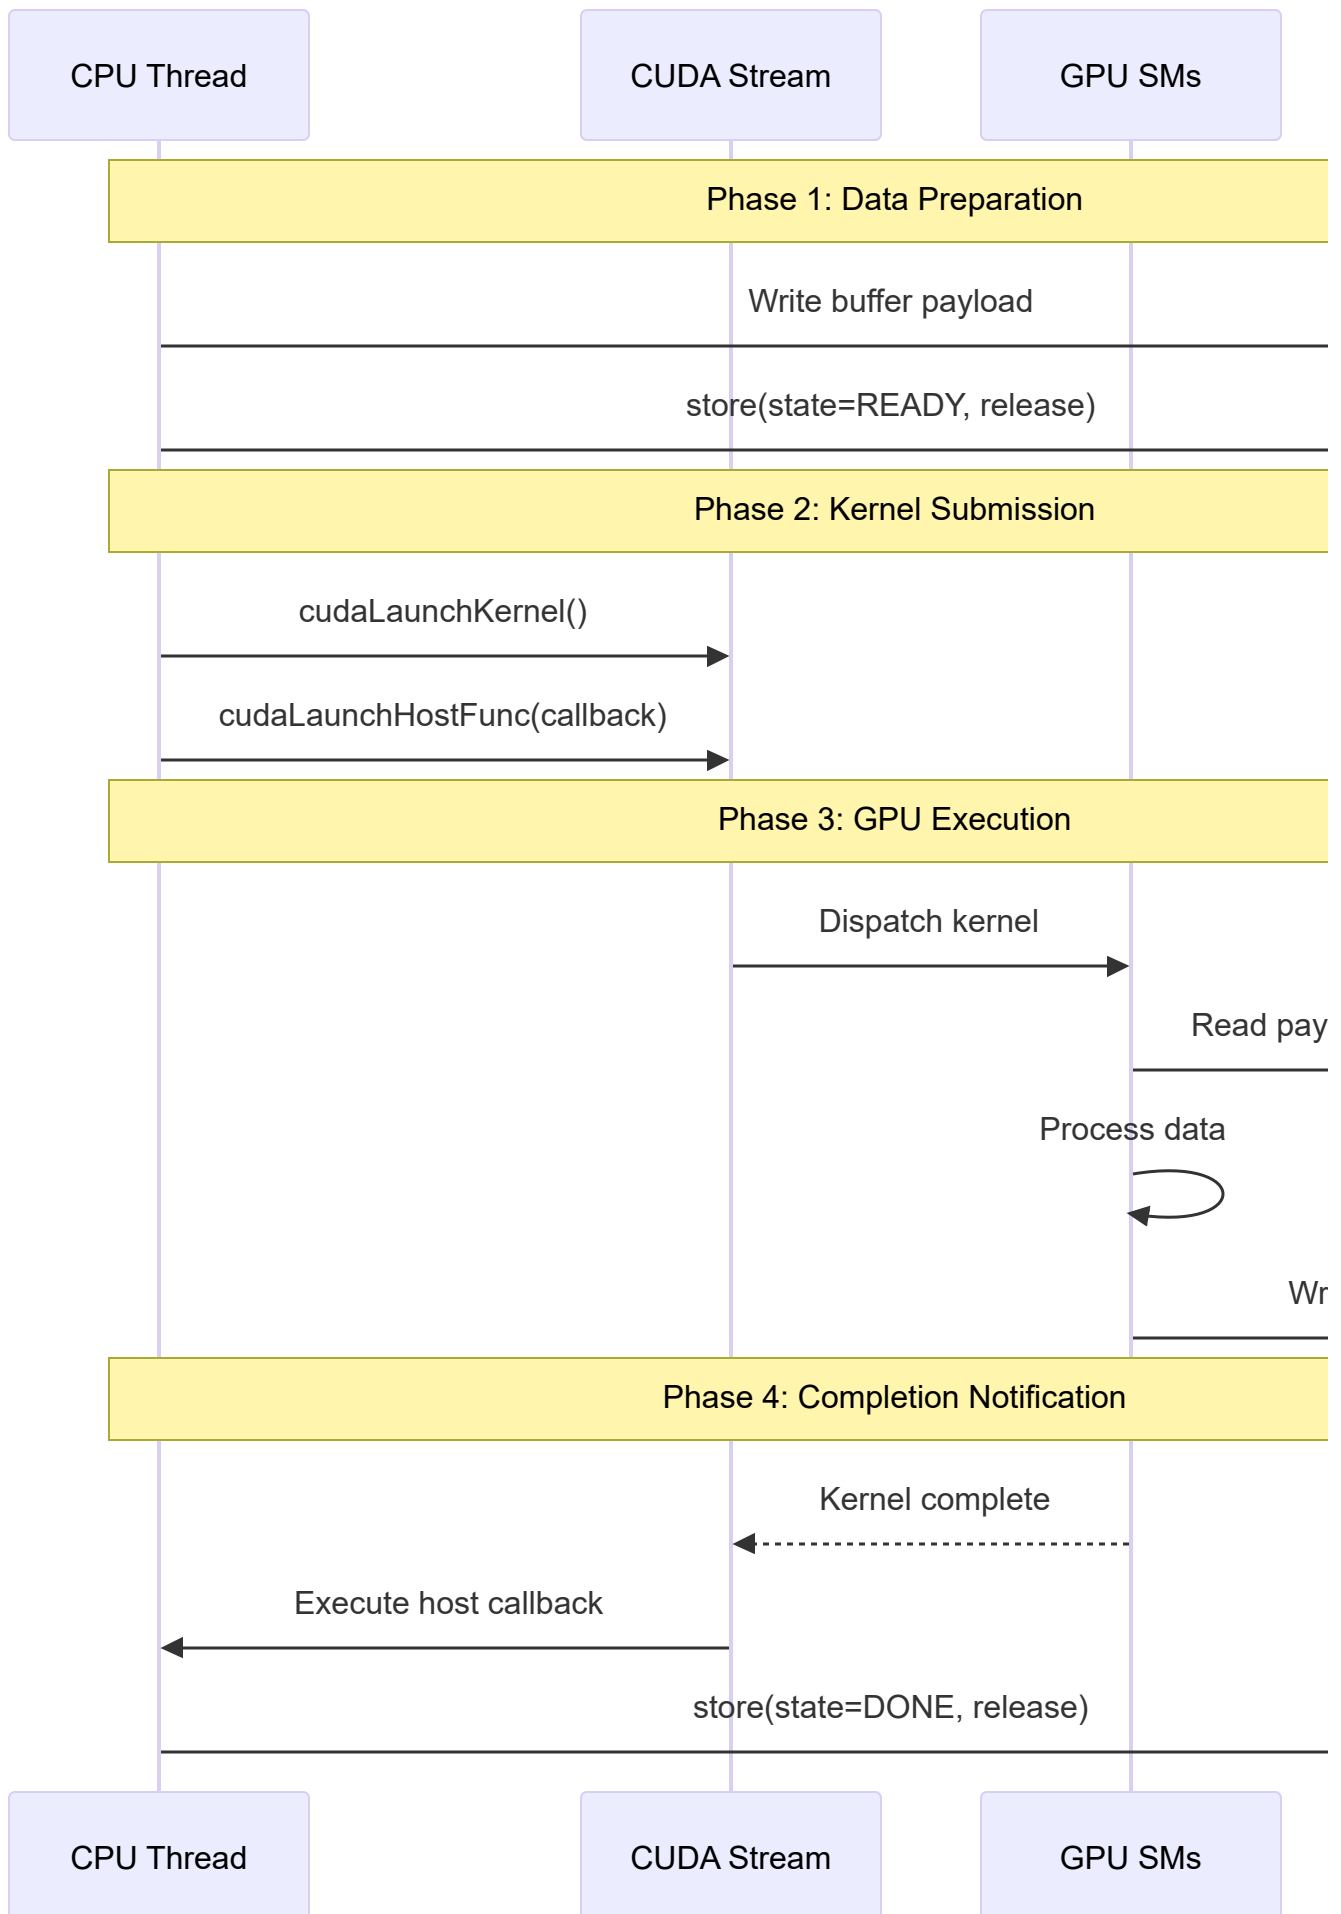 CPU Thread
CUDA Stream
GPU SMs
Phase 1: Data Preparation
Write buffer payload
store(state=READY, release)
Phase 2: Kernel Submission
cudaLaunchKernel()
cudaLaunchHostFunc(callback)
Phase 3: GPU Execution
Dispatch kernel
Read pay
Process data
Wr
Phase 4: Completion Notification
Kernel complete
Execute host callback
store(state=DONE, release)
CPU Thread
CUDA Stream
GPU SMs